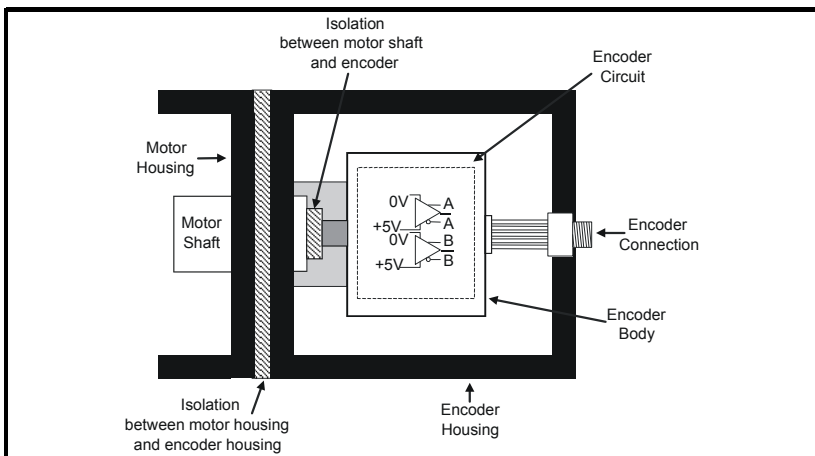 Isolation
between motor shaft
and encoder
Encoder
Circuit
Motor
Housing
Motor
Shaft
0V
A
A̅
+5V
0V
B
B̅
+5V
Encoder
Connection
Encoder
Body
Isolation
between motor housing
and encoder housing
Encoder
Housing